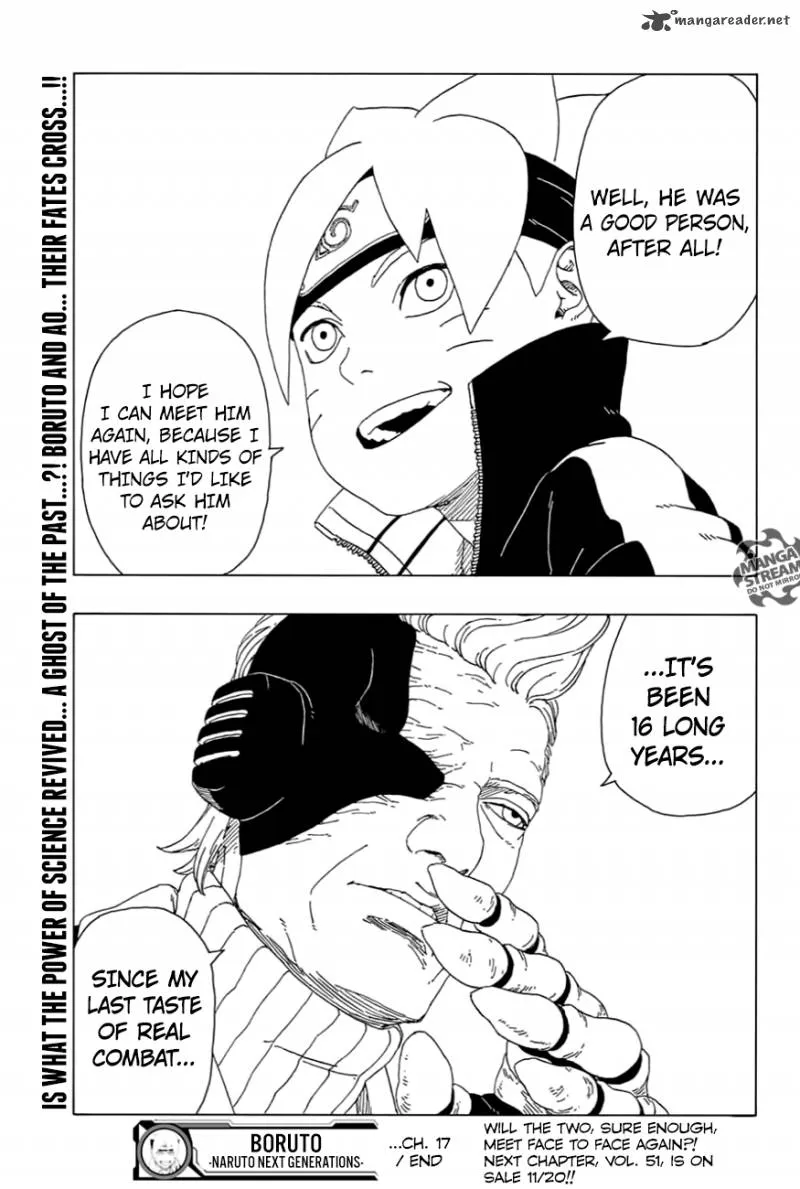 mangareader.net
IS WHAT THE POWER OF SCIENCE REVIVED... A GHOST OF THE PAST...?! BORUTO AND AO... THEIR FATES CROSS...!!
WELL, HE WAS
A GOOD PERSON,
AFTER ALL!
I HOPE
I CAN MEET HIM
AGAIN, BECAUSE I
HAVE ALL KINDS OF
THINGS I'D LIKE
TO ASK HIM
ABOUT!
MANGA
STREAM
DO NOT MIRROR
...IT'S
BEEN
16 LONG
YEARS...
SINCE MY
LAST TASTE
OF REAL
COMBAT...
BORUTO
-NARUTO NEXT GENERATIONS-
...CH. 17
/ END
WILL THE TWO, SURE ENOUGH,
MEET FACE TO FACE AGAIN?!
NEXT CHAPTER, VOL. 51, IS ON
SALE 11/20!!